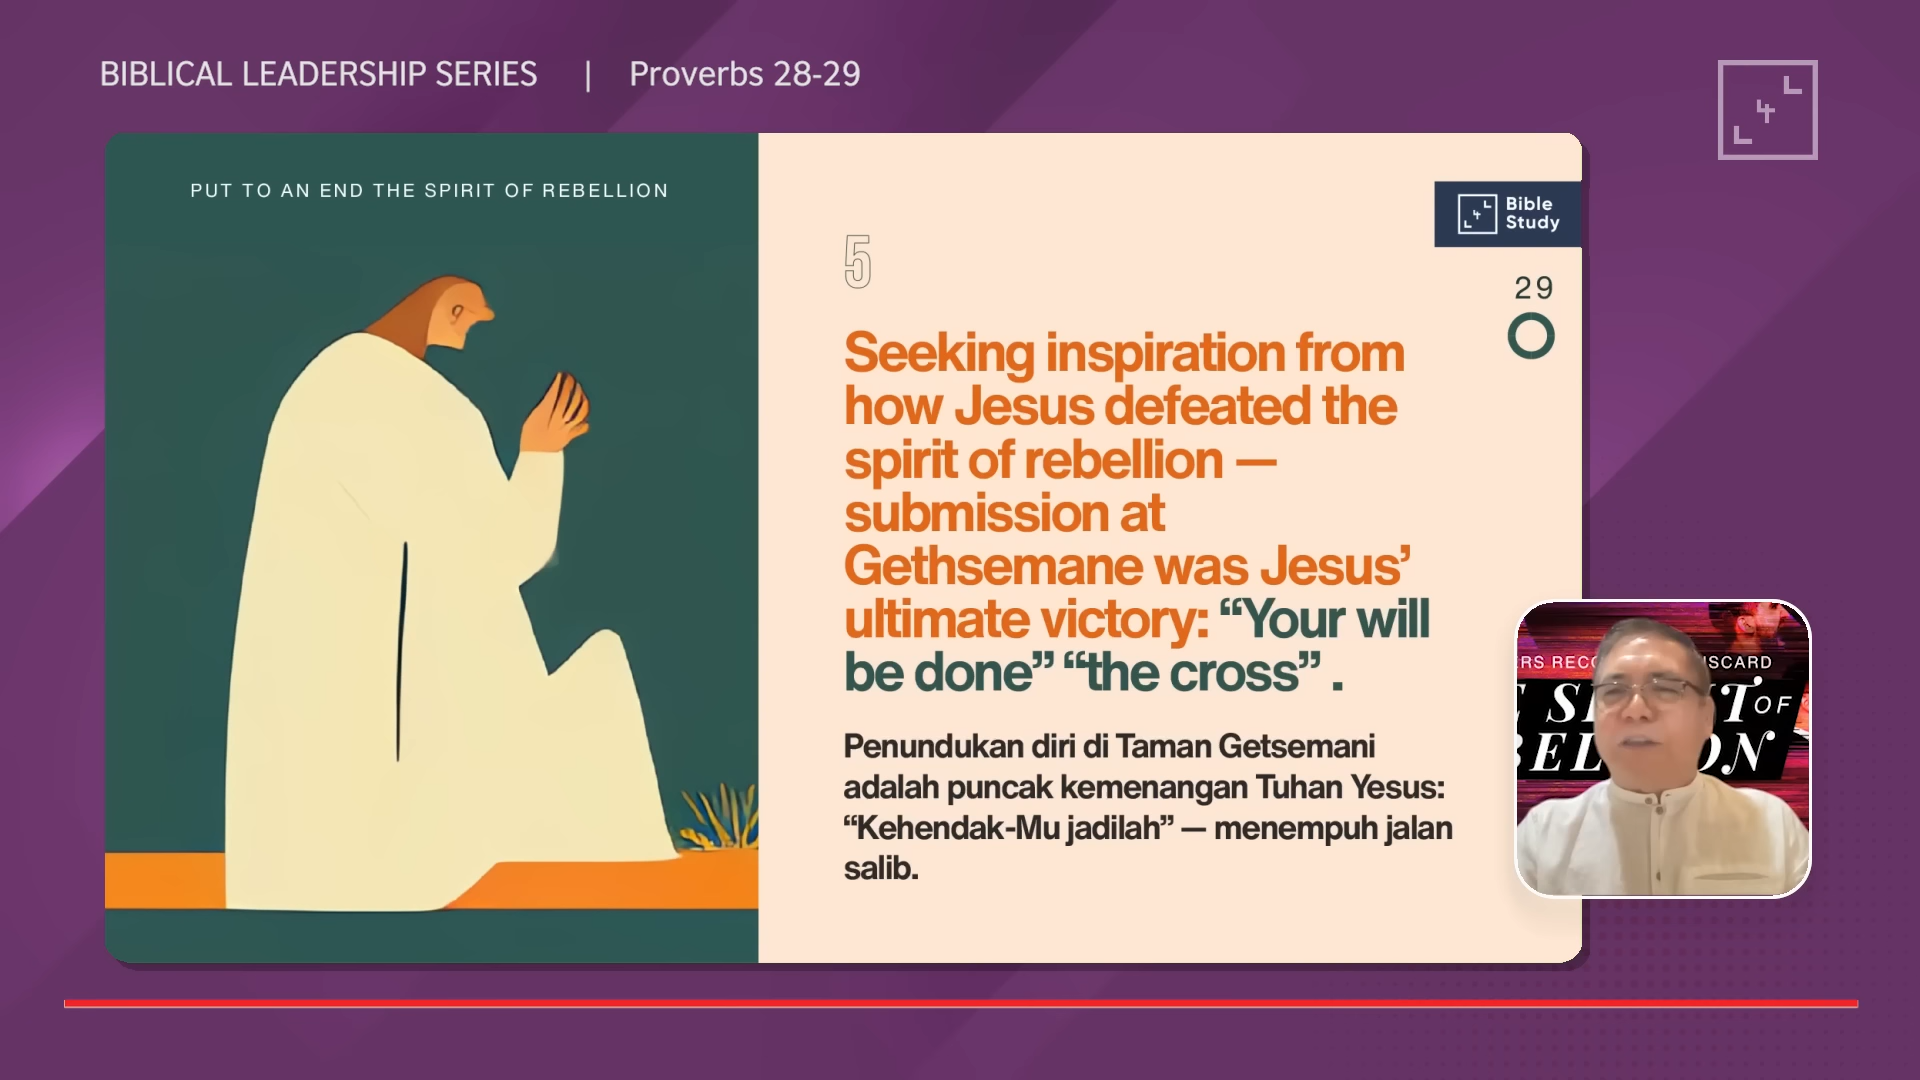 BIBLICAL LEADERSHIP SERIES | Proverbs 28-29
PUT TO AN END THE SPIRIT OF REBELLION
Bible
Study
29
5
Seeking inspiration from
how Jesus defeated the
spirit of rebellion —
submission at
Gethsemane was Jesus’
ultimate victory: “Your will
be done” “the cross” .
Penundukan diri di Taman Getsemani
adalah puncak kemenangan Tuhan Yesus:
“Kehendak-Mu jadilah” — menempuh jalan
salib.
OF